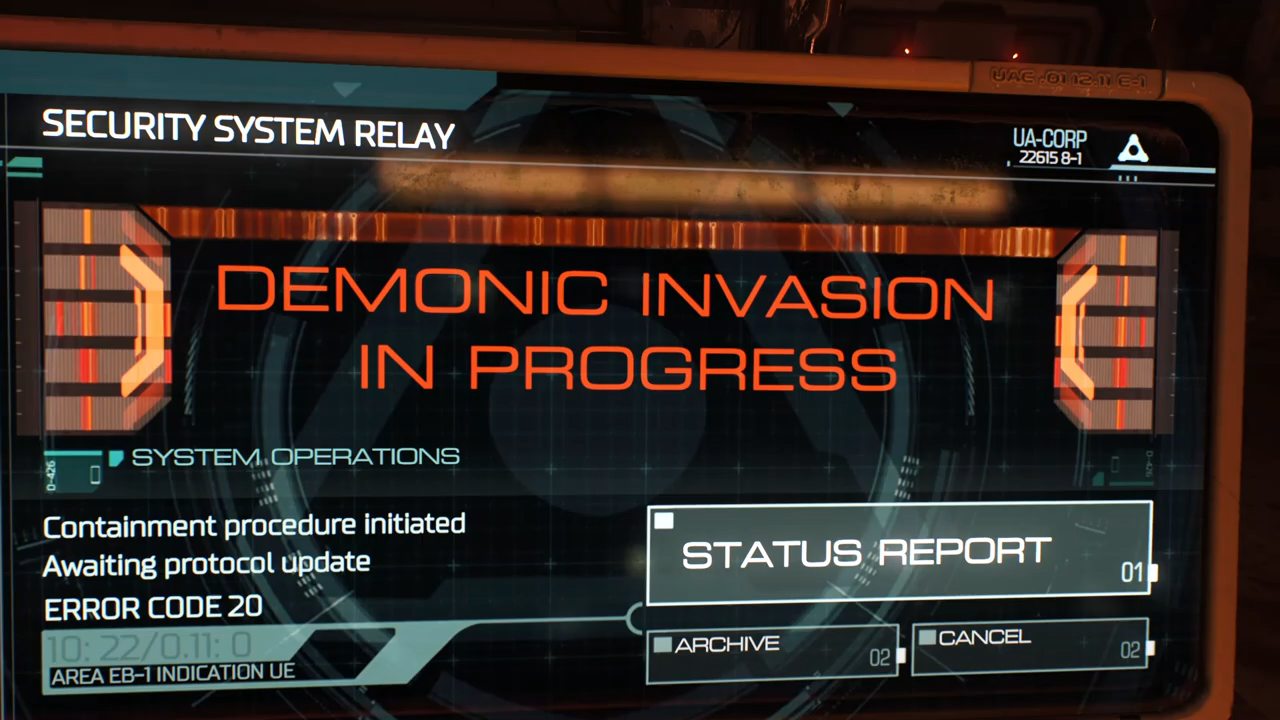 UAC .01 12.11 E-1
SECURITY SYSTEM RELAY
UA-CORP
22615 8-1
DEMONIC INVASION
IN PROGRESS
D-426
SYSTEM OPERATIONS
D-426
Containment procedure initiated
Awaiting protocol update
ERROR CODE 20
10: 22/0.11: 0
AREA EB-1 INDICATION UE
STATUS REPORT
01
ARCHIVE
02
CANCEL
02